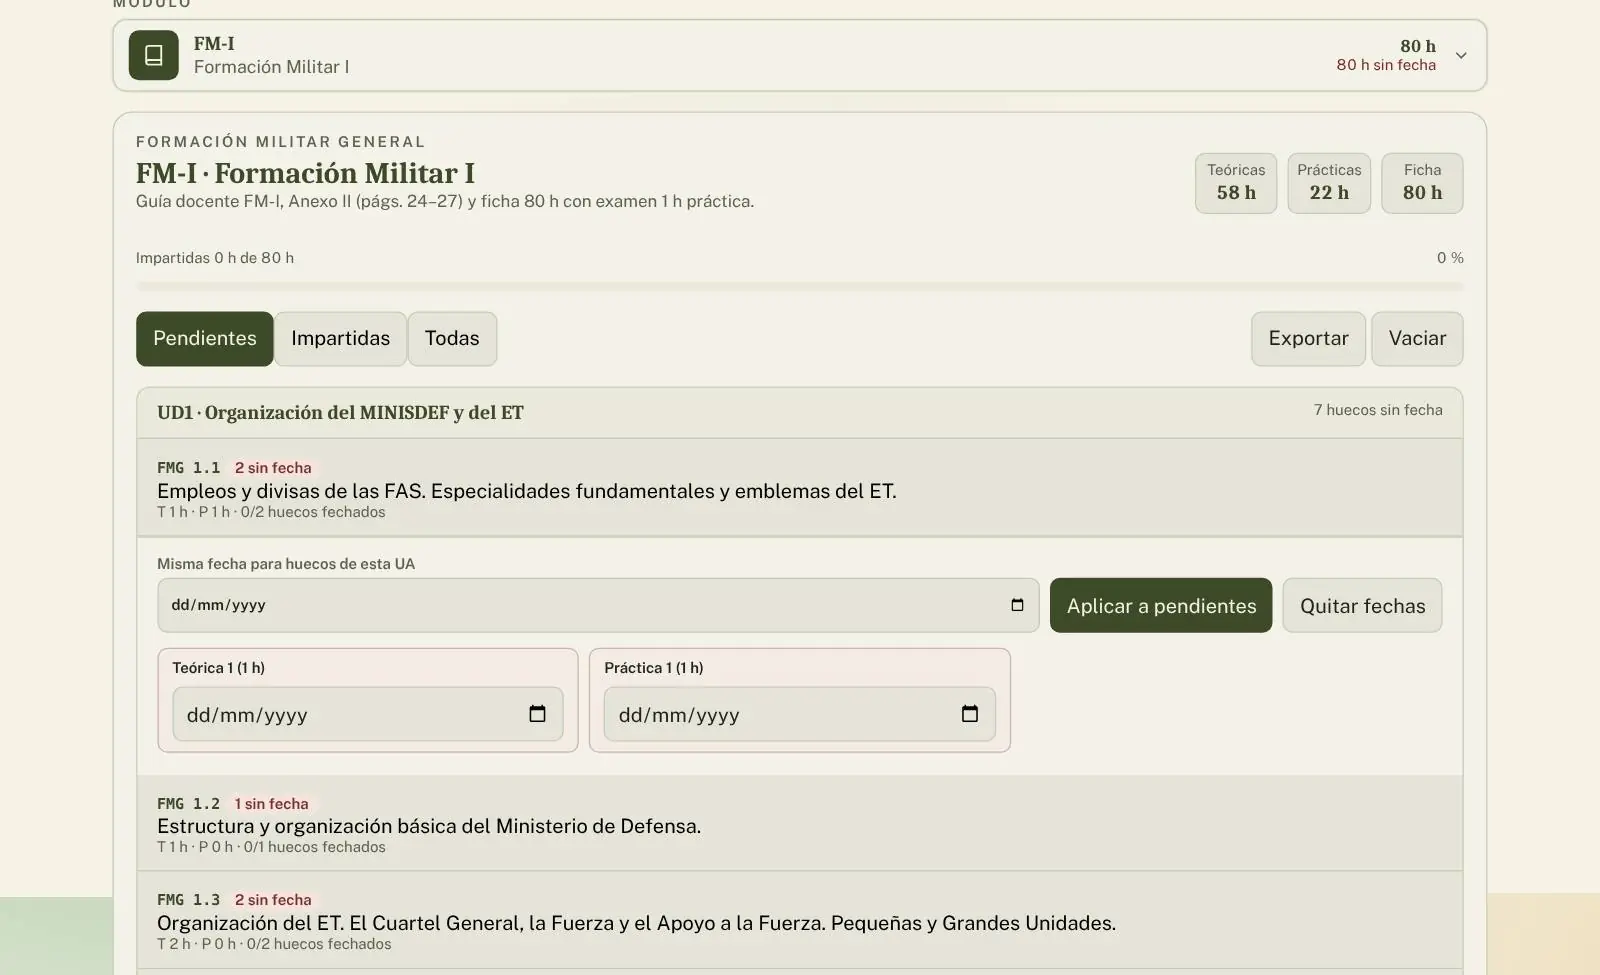 MÓDULO
FM-I
Formación Militar I
80 h
80 h sin fecha
FORMACIÓN MILITAR GENERAL
FM-I · Formación Militar I
Guía docente FM-I, Anexo II (págs. 24–27) y ficha 80 h con examen 1 h práctica.
Teóricas
58 h
Prácticas
22 h
Ficha
80 h
Impartidas 0 h de 80 h
0 %
Pendientes
Impartidas
Todas
Exportar
Vaciar
UD1 · Organización del MINISDEF y del ET
7 huecos sin fecha
FMG 1.1 2 sin fecha
Empleos y divisas de las FAS. Especialidades fundamentales y emblemas del ET.
T 1 h · P 1 h · 0/2 huecos fechados
Misma fecha para huecos de esta UA
dd/mm/yyyy
Aplicar a pendientes
Quitar fechas
Teórica 1 (1 h)
dd/mm/yyyy
Práctica 1 (1 h)
dd/mm/yyyy
FMG 1.2 1 sin fecha
Estructura y organización básica del Ministerio de Defensa.
T 1 h · P 0 h · 0/1 huecos fechados
FMG 1.3 2 sin fecha
Organización del ET. El Cuartel General, la Fuerza y el Apoyo a la Fuerza. Pequeñas y Grandes Unidades.
T 2 h · P 0 h · 0/2 huecos fechados